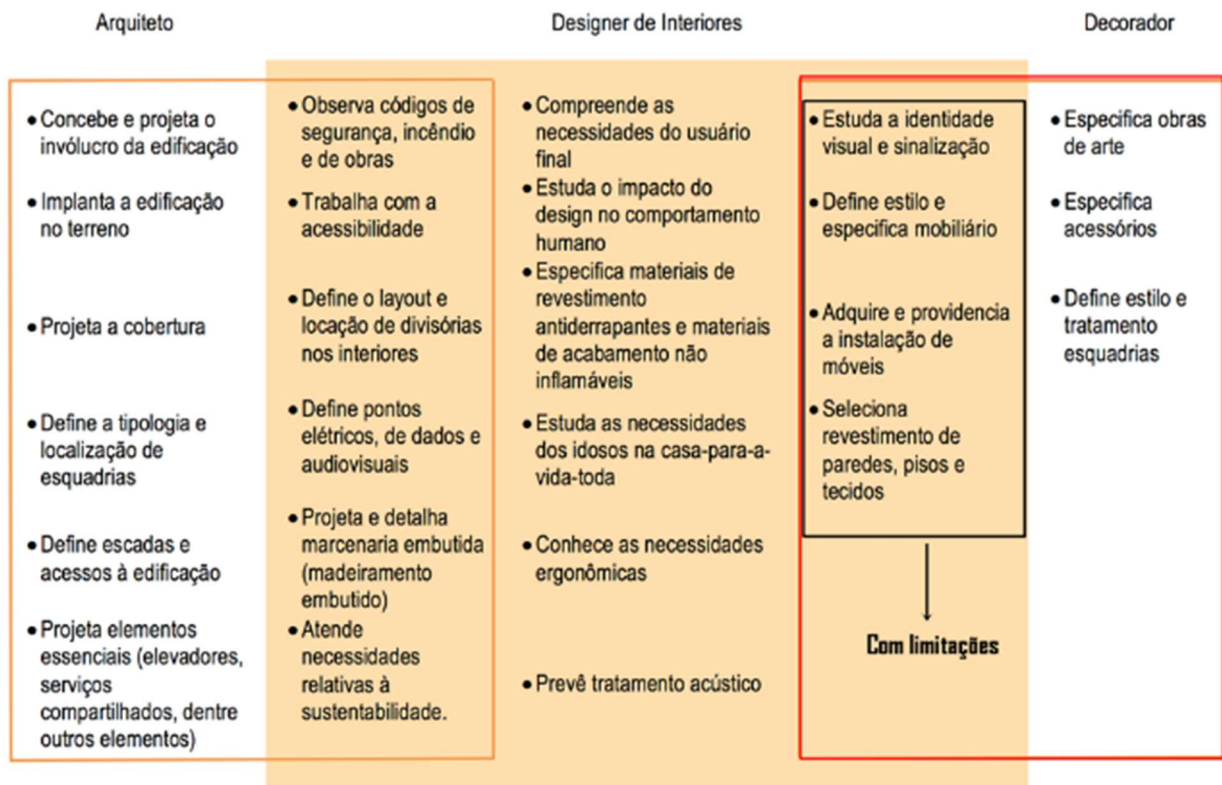 Arquiteto
Designer de Interiores
Decorador
• Concebe e projeta o
invólucro da edificação
• Implanta a edificação
no terreno
• Projeta a cobertura
• Define a tipologia e
localização de
esquadrias
• Define escadas e
acessos à edificação
• Projeta elementos
essenciais (elevadores,
serviços
compartilhados, dentre
outros elementos)
• Observa códigos de
segurança, incêndio
e de obras
• Trabalha com a
acessibilidade
• Define o layout e
locação de divisórias
nos interiores
• Define pontos
elétricos, de dados e
audiovisuais
• Projeta e detalha
marcenaria embutida
(madeiramento
embutido)
• Atende
necessidades
relativas à
sustentabilidade.
• Compreende as
necessidades do usuário
final
• Estuda o impacto do
design no comportamento
humano
• Especifica materiais de
revestimento
antiderrapantes e materiais
de acabamento não
inflamáveis
• Estuda as necessidades
dos idosos na casa-para-a-
vida-toda
• Conhece as necessidades
ergonômicas
• Prevê tratamento acústico
• Estuda a identidade
visual e sinalização
• Define estilo e
especifica mobiliário
• Adquire e providencia
a instalação de
móveis
• Seleciona
revestimento de
paredes, pisos e
tecidos
Com limitações
• Especifica obras
de arte
• Especifica
acessórios
• Define estilo e
tratamento
esquadrias